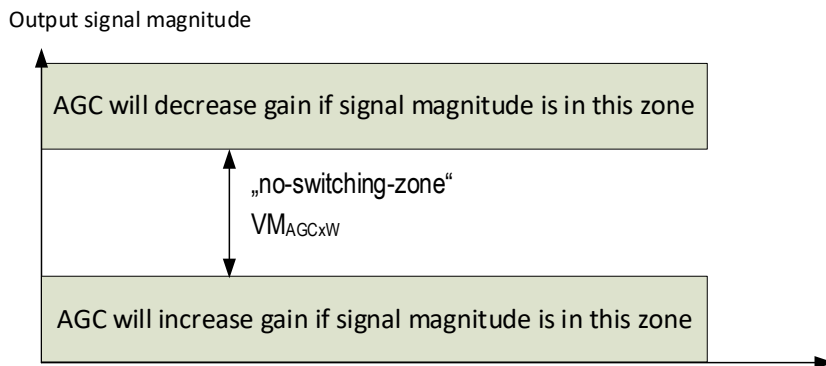 Output signal magnitude
AGC will decrease gain if signal magnitude is in this zone
„no-switching-zone“
VMAGCxW
AGC will increase gain if signal magnitude is in this zone